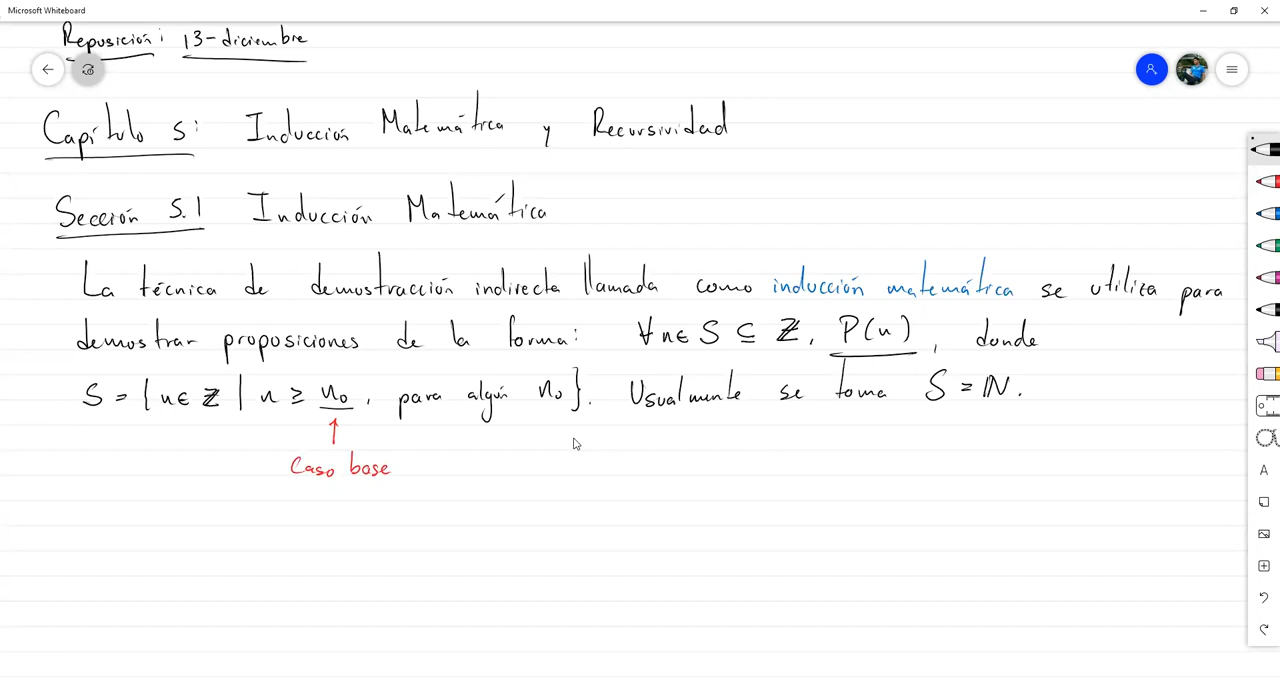 Microsoft Whiteboard
Reposición: 13-diciembre
Capítulo 5: Inducción Matemática y Recursividad
Sección 5.1 Inducción Matemática
La técnica de demostracción indirecta llamada como inducción matemática se utiliza para
demostrar proposiciones de la forma: ∀ n ∈ S ⊆ ℤ, P(n), donde
S = {n ∈ ℤ | n ≥ n₀, para algún n₀}. Usualmente se toma S = ℕ.
Caso base
A